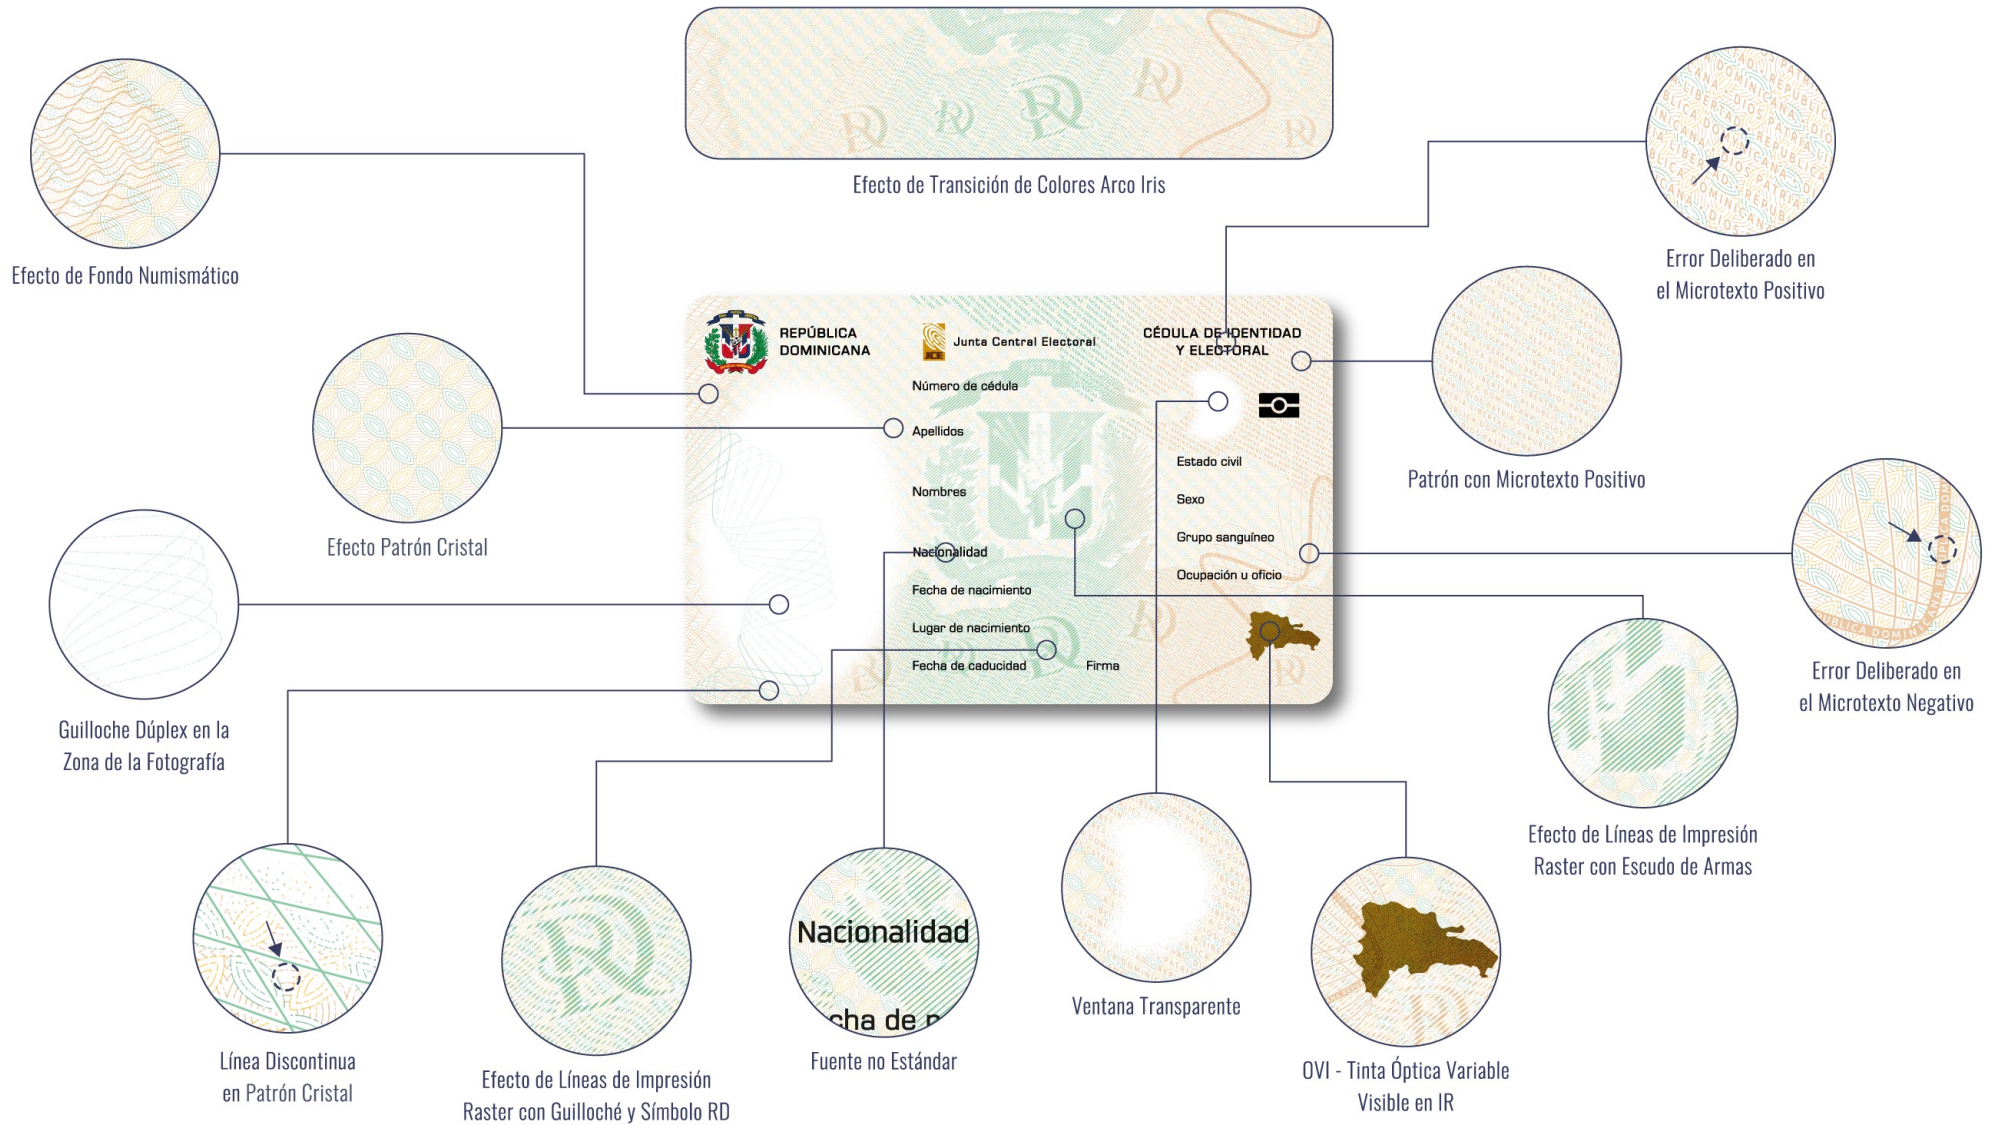 Efecto de Transición de Colores Arco Iris
Efecto de Fondo Numismático
Error Deliberado en
el Microtexto Positivo
REPÚBLICA
DOMINICANA
JCE
Junta Central Electoral
CÉDULA DE IDENTIDAD
Y ELECTORAL
Número de cédula
Apellidos
Nombres
Nacionalidad
Fecha de nacimiento
Lugar de nacimiento
Fecha de caducidad
Firma
Estado civil
Sexo
Grupo sanguíneo
Ocupación u oficio
Patrón con Microtexto Positivo
Efecto Patrón Cristal
Guilloche Dúplex en la
Zona de la Fotografía
Error Deliberado en
el Microtexto Negativo
Efecto de Líneas de Impresión
Raster con Escudo de Armas
Línea Discontinua
en Patrón Cristal
RD
Efecto de Líneas de Impresión
Raster con Guilloché y Símbolo RD
Nacionalidad
cha de n
Fuente no Estándar
Ventana Transparente
OVI - Tinta Óptica Variable
Visible en IR